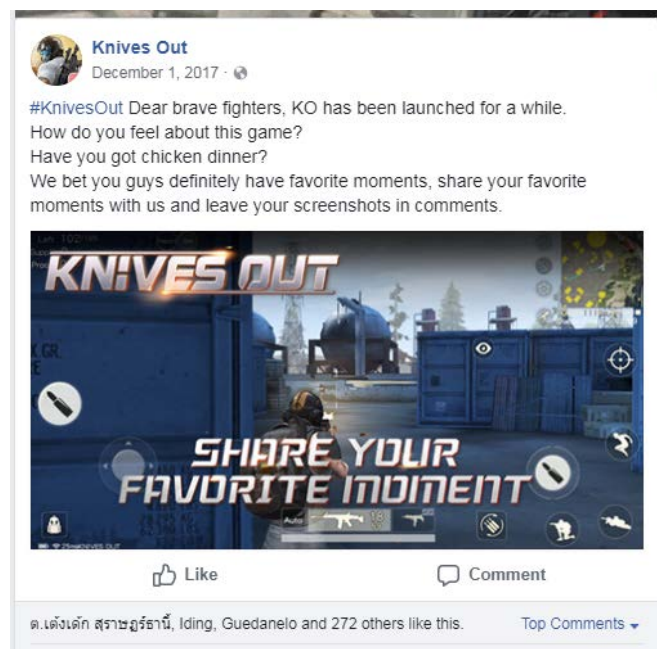 Knives Out
December 1, 2017
#KnivesOut Dear brave fighters, KO has been launched for a while.
How do you feel about this game?
Have you got chicken dinner?
We bet you guys definitely have favorite moments, share your favorite
moments with us and leave your screenshots in comments.
KNIVES OUT
SHARE YOUR
FAVORITE MOMENT
Auto
Like
Comment
ต.เต้งเด้ก สุราษฎร์ธานี้, Iding, Guedanelo and 272 others like this.
Top Comments